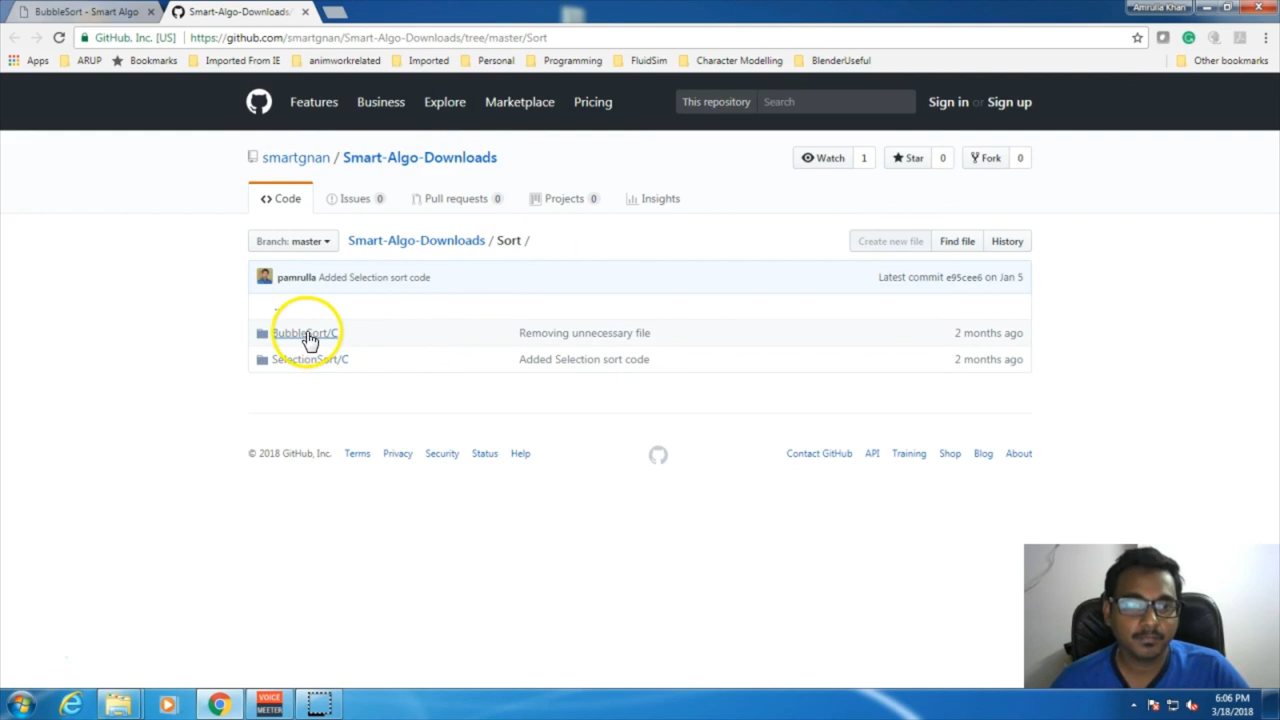 BubbleSort - Smart Algo
Smart-Algo-Downloads/
Amrulla Khan
GitHub, Inc. [US]
https://github.com/smartgnan/Smart-Algo-Downloads/tree/master/Sort
Apps ARUP Bookmarks Imported From IE animworkrelated Imported Personal Programming FluidSim Character Modelling BlenderUseful Other bookmarks
Features Business Explore Marketplace Pricing This repository Search Sign in or Sign up
smartgnan / Smart-Algo-Downloads
Watch 1 Star 0 Fork 0
Code Issues 0 Pull requests 0 Projects 0 Insights
Branch: master Smart-Algo-Downloads / Sort / Create new file Find file History
pamrulla Added Selection sort code Latest commit e95cee6 on Jan 5
..
BubbleSort/C Removing unnecessary file 2 months ago
SelectionSort/C Added Selection sort code 2 months ago
© 2018 GitHub, Inc. Terms Privacy Security Status Help Contact GitHub API Training Shop Blog About
VOICE
MEETER
6:06 PM
3/18/2018